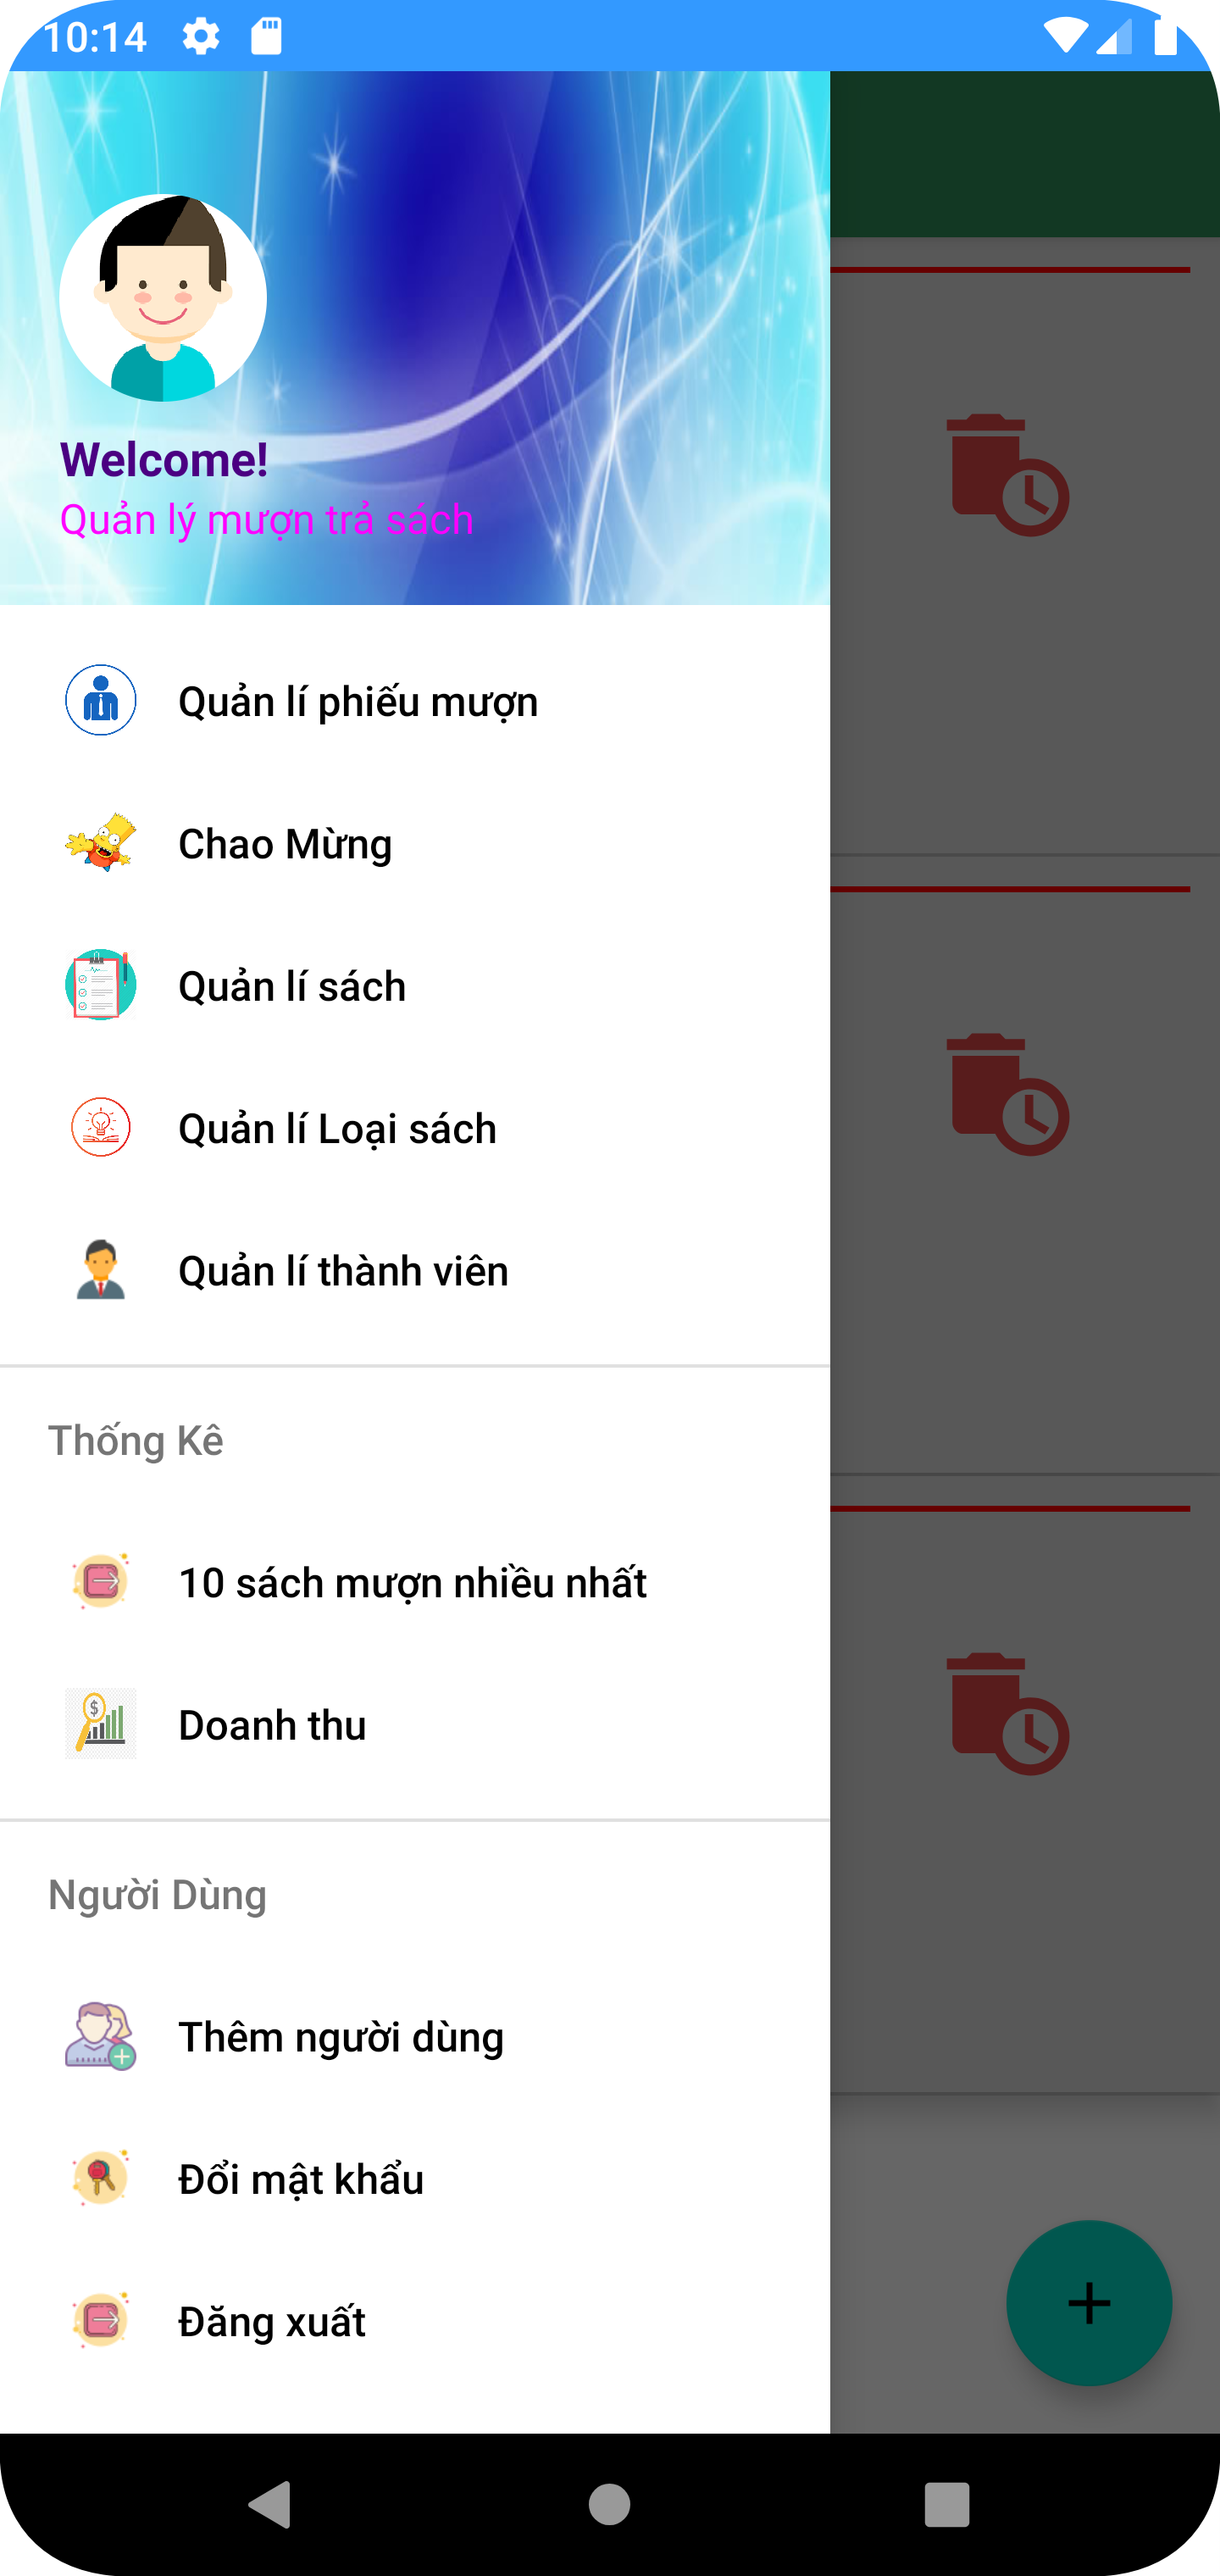 10:14
Welcome!
Quản lý mượn trả sách
Quản lí phiếu mượn
Chao Mừng
Quản lí sách
Quản lí Loại sách
Quản lí thành viên
Thống Kê
10 sách mượn nhiều nhất
Doanh thu
Người Dùng
Thêm người dùng
Đổi mật khẩu
Đăng xuất